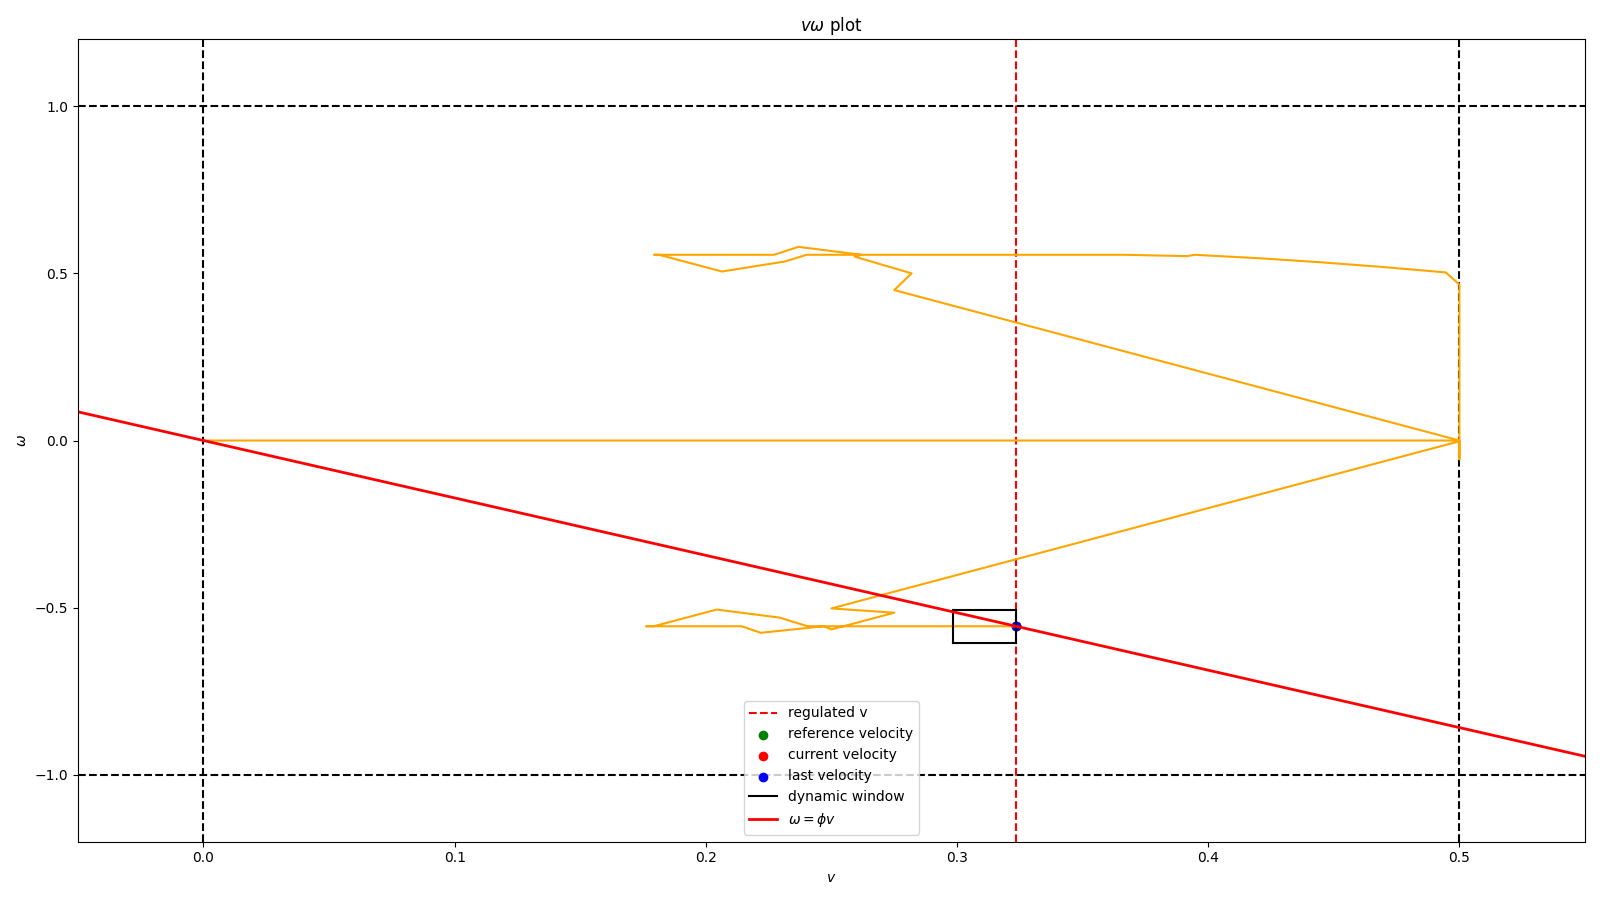 vω plot
1.0
0.5
0.0
−0.5
−1.0
ω
0.0 0.1 0.2 0.3 0.4 0.5
v
regulated v
reference velocity
current velocity
last velocity
dynamic window
ω = ϕv